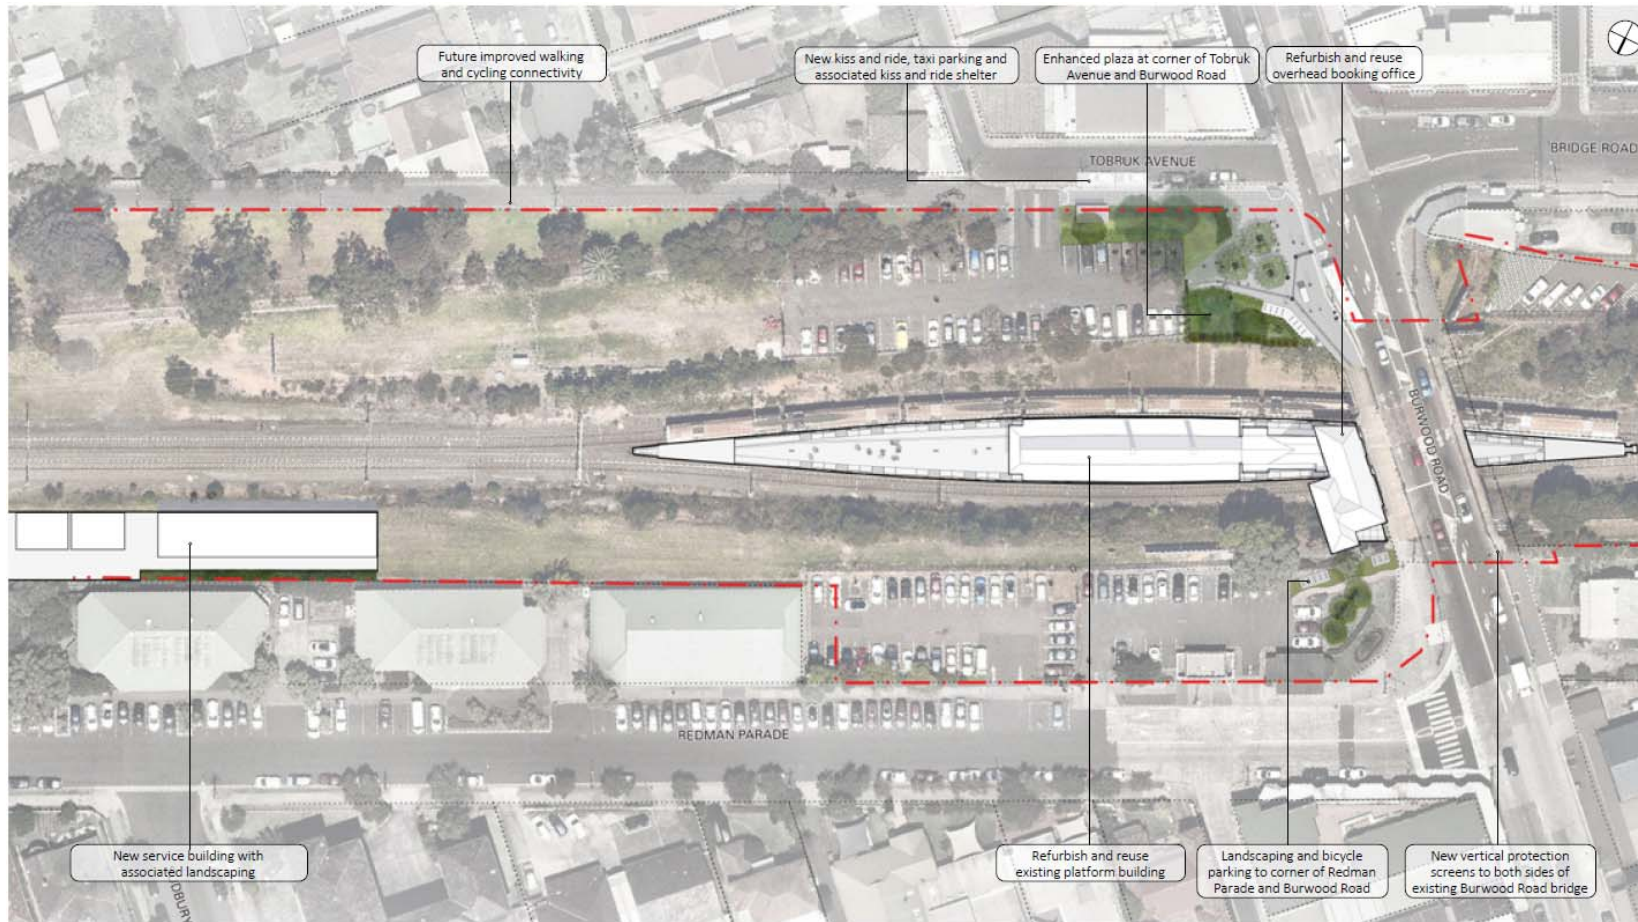 Future improved walking
and cycling connectivity
New kiss and ride, taxi parking and
associated kiss and ride shelter
Enhanced plaza at corner of Tobruk
Avenue and Burwood Road
Refurbish and reuse
overhead booking office
TOBRUK AVENUE
BRIDGE ROAD
BURWOOD ROAD
REDMAN PARADE
New service building with
associated landscaping
Refurbish and reuse
existing platform building
Landscaping and bicycle
parking to corner of Redman
Parade and Burwood Road
New vertical protection
screens to both sides of
existing Burwood Road bridge